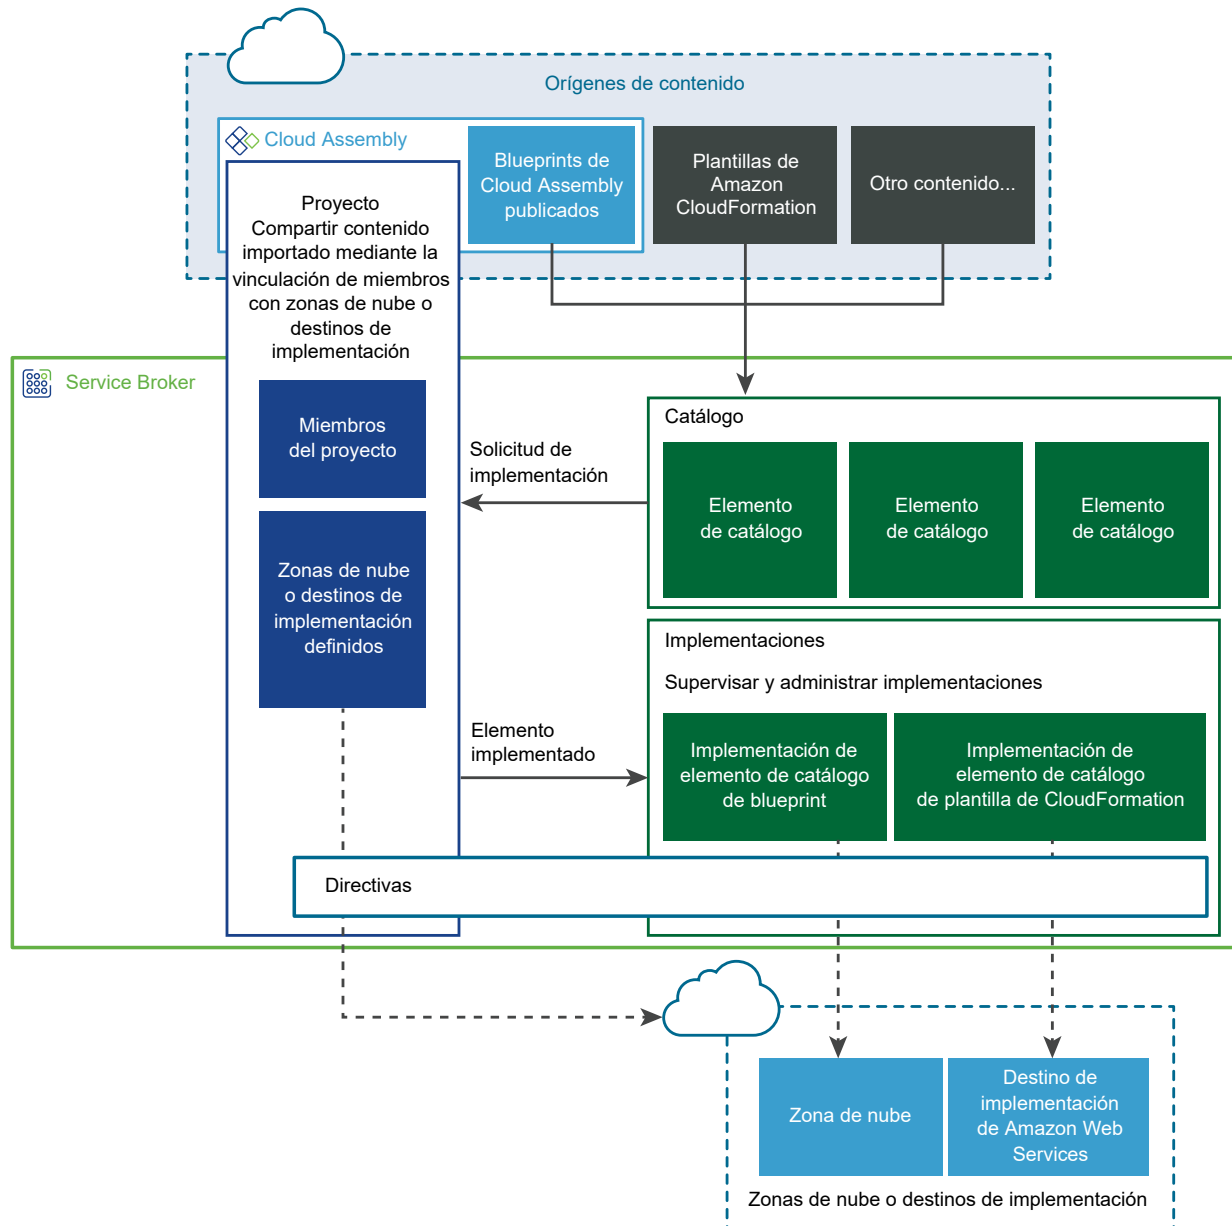 Orígenes de contenido
Cloud Assembly
Blueprints de
Cloud Assembly
publicados
Plantillas de
Amazon
CloudFormation
Otro contenido...
Proyecto
Compartir contenido
importado mediante la
vinculación de miembros
con zonas de nube o
destinos de
implementación
Service Broker
Miembros
del proyecto
Zonas de nube
o destinos de
implementación
definidos
Solicitud de
implementación
Catálogo
Elemento
de catálogo
Elemento
de catálogo
Elemento
de catálogo
Elemento
implementado
Implementaciones
Supervisar y administrar implementaciones
Implementación de
elemento de catálogo
de blueprint
Implementación de
elemento de catálogo
de plantilla de CloudFormation
Directivas
Zona de nube
Destino de
implementación
de Amazon Web
Services
Zonas de nube o destinos de implementación